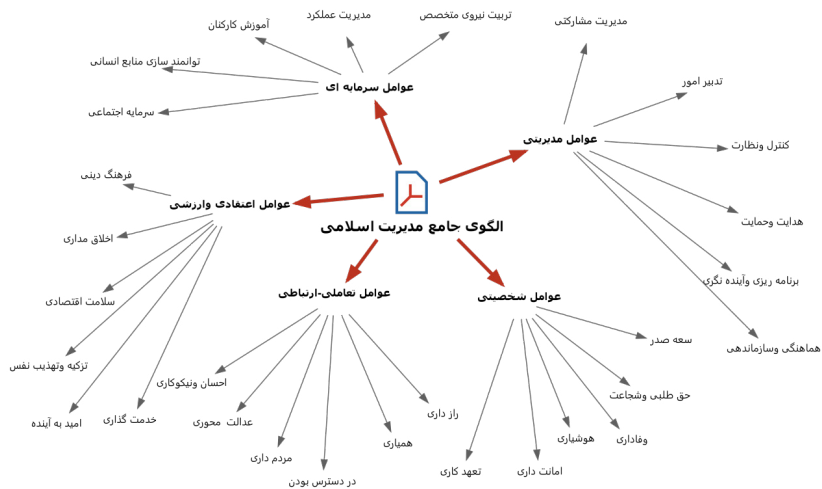 تربیت نیروی متخصص
مدیریت عملکرد
آموزش کارکنان
توانمند سازی منابع انسانی
سرمایه اجتماعی
عوامل سرمایه ای
مدیریت مشارکتی
تدبیر امور
کنترل ونظارت
هدایت وحمایت
برنامه ریزی وآینده نگری
هماهنگی وسازماندهی
عوامل مدیریتی
الگوی جامع مدیریت اسلامی
عوامل اعتقادی وارزشی
فرهنگ دینی
اخلاق مداری
سلامت اقتصادی
تزکیه وتهذیب نفس
امید به آینده
خدمت گذاری
عوامل تعاملی-ارتباطی
احسان ونیکوکاری
عدالت محوری
مردم داری
در دسترس بودن
همیاری
راز داری
عوامل شخصیتی
سعه صدر
حق طلبی وشجاعت
وفاداری
هوشیاری
امانت داری
تعهد کاری